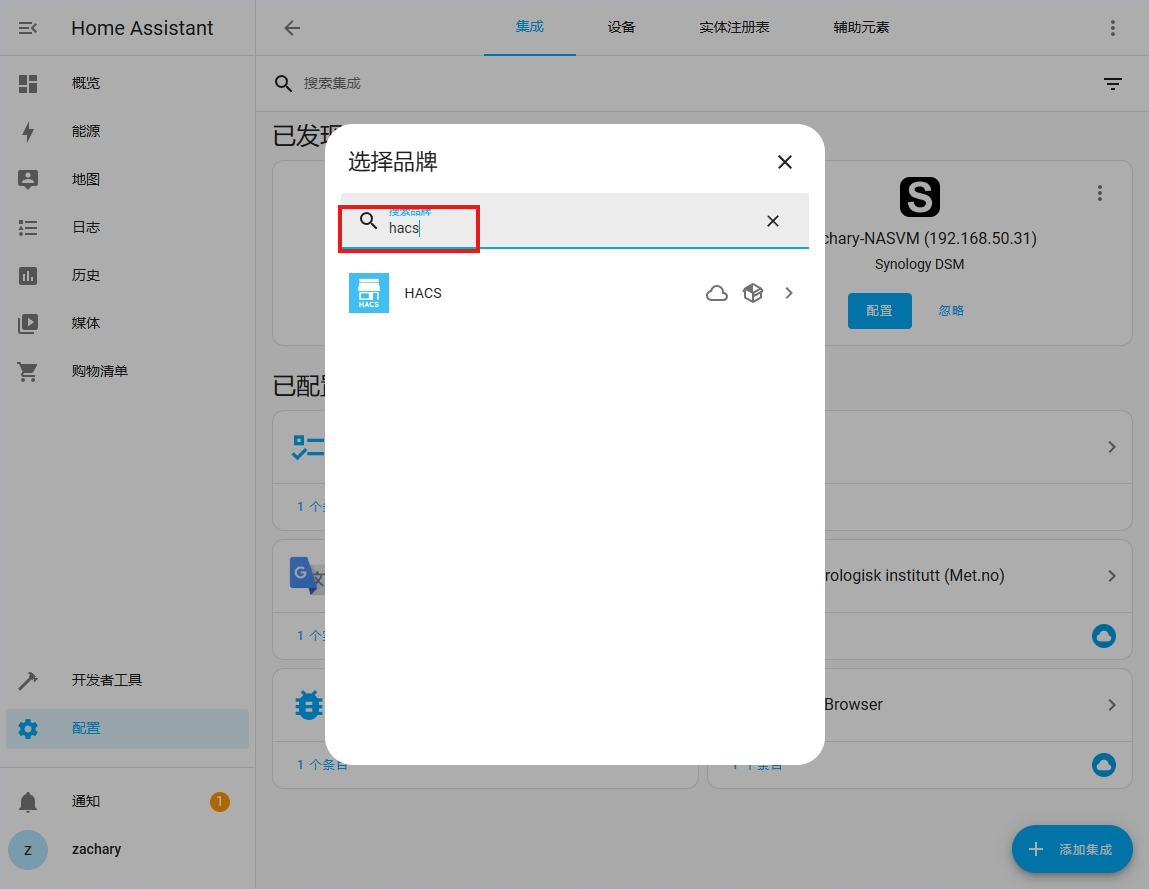 Home Assistant
集成
设备
实体注册表
辅助元素
概览
能源
地图
日志
历史
媒体
购物清单
开发者工具
配置
通知
1
z
zachary
搜索集成
已发现
选择品牌
搜索品牌
hacs
HACS
HACS
S
chary-NASVM (192.168.50.31)
Synology DSM
配置
忽略
已配置
1 个条
G
文
1 个实
rologisk institutt (Met.no)
Browser
1 个条目
1 个条目
添加集成